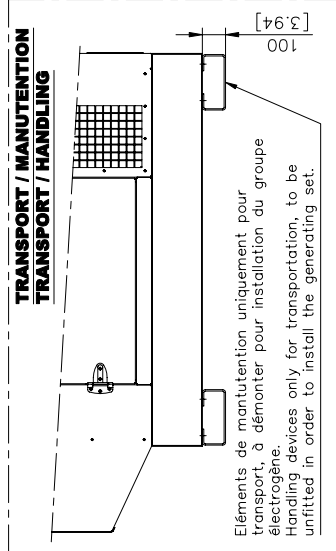 TRANSPORT / MANUTENTION
TRANSPORT / HANDLING
100
[3.94]
Eléments de mantutention uniquement pour
transport, à démonter pour installation du groupe
électrogène.
Handling devices only for transportation, to be
unfitted in order to install the generating set.